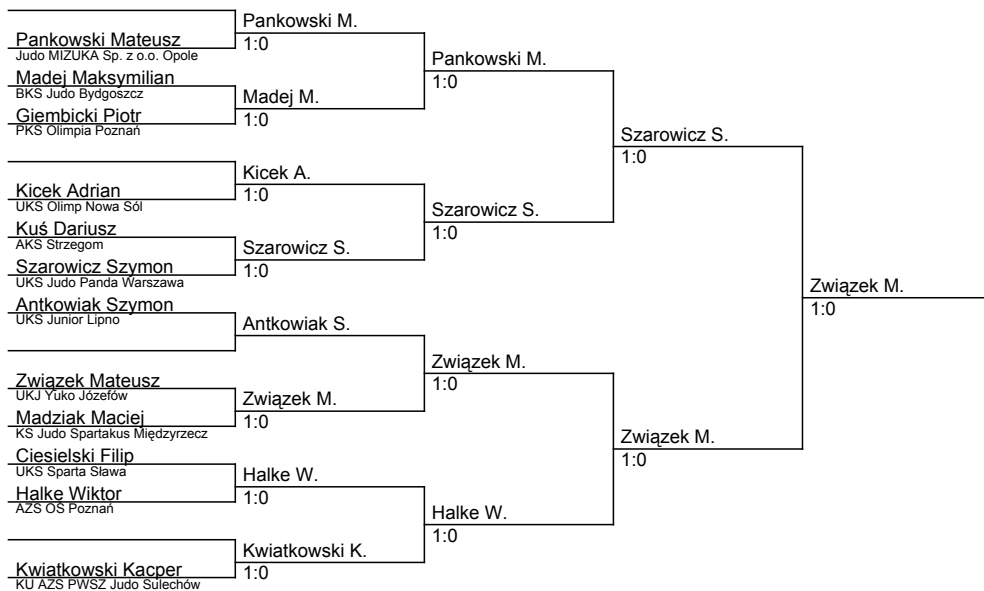 Pankowski Mateusz
Judo MIZUKA Sp. z o.o. Opole
Madej Maksymilian
BKS Judo Bydgoszcz
Giembicki Piotr
PKS Olimpia Poznań
Kicek Adrian
UKS Olimp Nowa Sól
Kuś Dariusz
AKS Strzegom
Szarowicz Szymon
UKS Judo Panda Warszawa
Antkowiak Szymon
UKS Junior Lipno
Związek Mateusz
UKJ Yuko Józefów
Madziak Maciej
KS Judo Spartakus Międzyrzecz
Ciesielski Filip
UKS Sparta Sława
Halke Wiktor
AZS OŚ Poznań
Kwiatkowski Kacper
KU AZS PWSZ Judo Sulechów
Pankowski M.
1:0
Madej M.
1:0
Kicek A.
1:0
Szarowicz S.
1:0
Antkowiak S.
Związek M.
1:0
Halke W.
1:0
Kwiatkowski K.
1:0
Pankowski M.
1:0
Szarowicz S.
1:0
Związek M.
1:0
Halke W.
1:0
Szarowicz S.
1:0
Związek M.
1:0
Związek M.
1:0